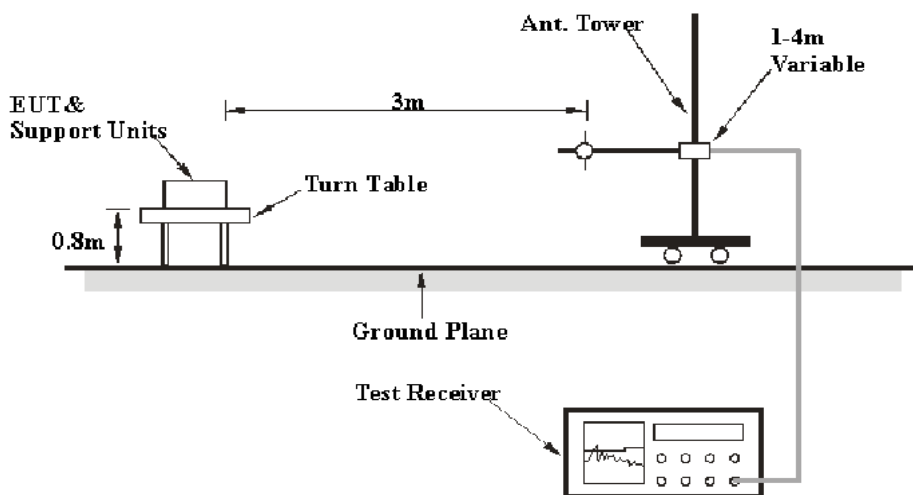 Ant. Tower
1-4m
Variable
3m
EUT&
Support Units
Turn Table
0.8m
Ground Plane
Test Receiver